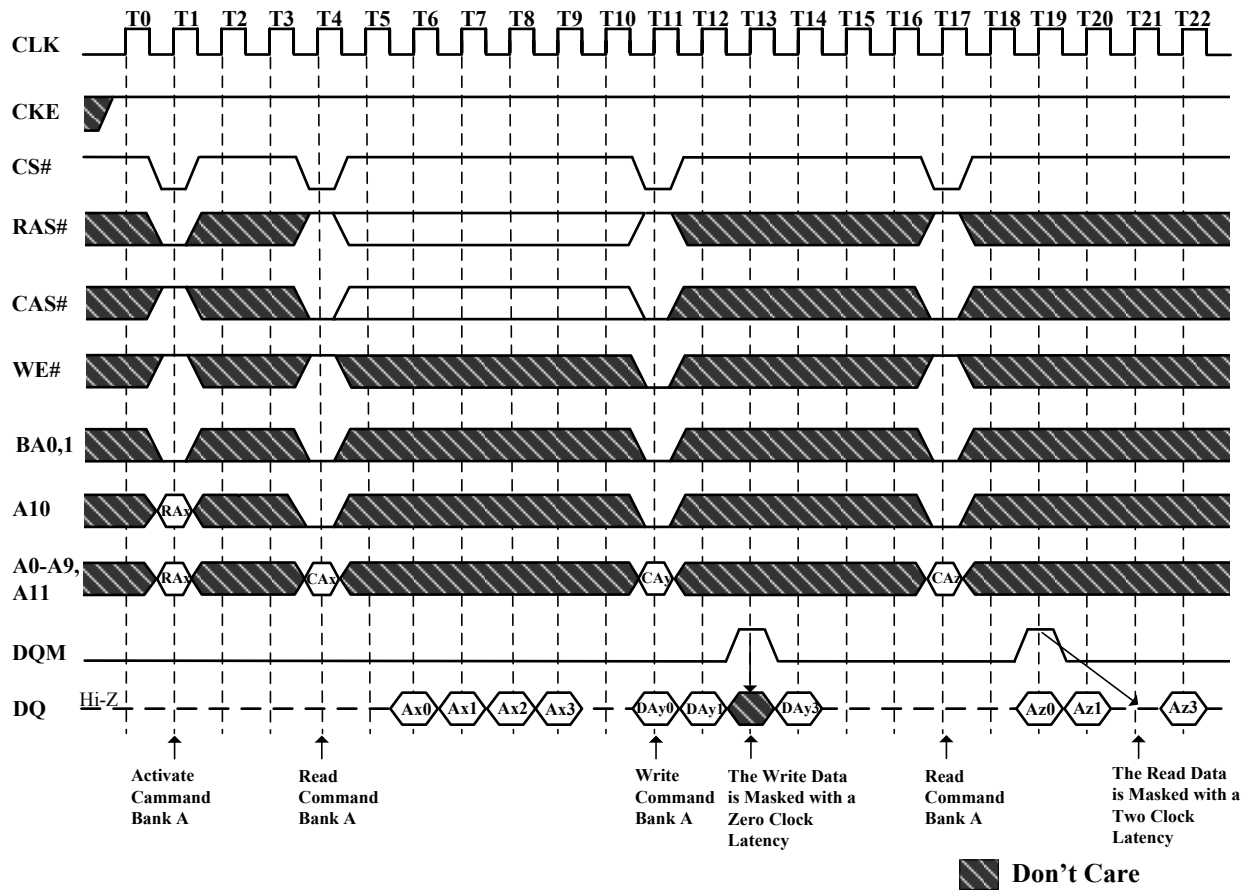 T0 T1 T2 T3 T4 T5 T6 T7 T8 T9 T10 T11 T12 T13 T14 T15 T16 T17 T18 T19 T20 T21 T22
CLK
CKE
CS#
RAS#
CAS#
WE#
BA0,1
A10 RAx
A0-A9,
A11
RAx CAx CAy CAz
DQM
DQ Hi-Z Ax0 Ax1 Ax2 Ax3 DAy0 DAy1 DAy3 Az0 Az1 Az3
Activate
Cammand
Bank A
Read
Command
Bank A
Write
Command
Bank A
The Write Data
is Masked with a
Zero Clock
Latency
Read
Command
Bank A
The Read Data
is Masked with a
Two Clock
Latency
Don't Care